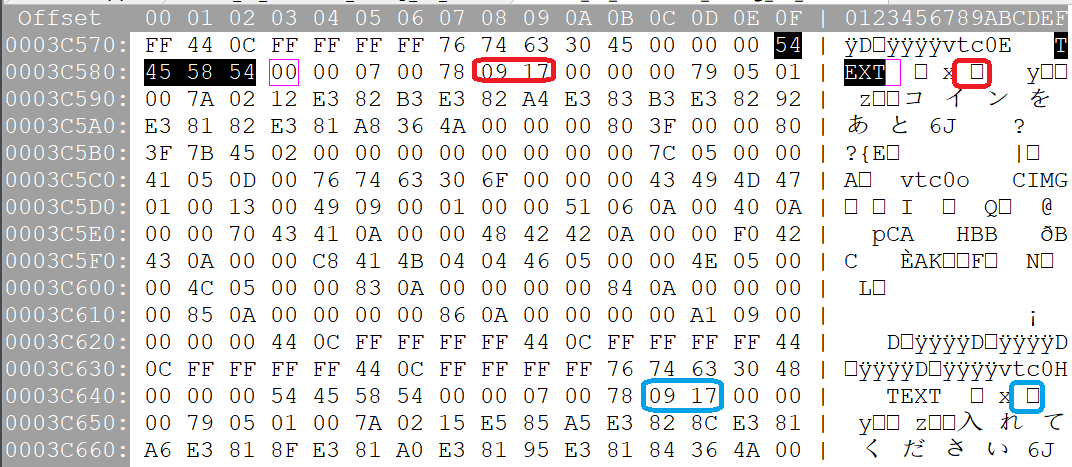 Offset 00 01 02 03 04 05 06 07 08 09 0A 0B 0C 0D 0E 0F | 0123456789ABCDEF
0003C570: FF 44 0C FF FF FF FF 76 74 63 30 45 00 00 00 54 | ÿD□ÿÿÿÿvtc0E T
0003C580: 45 58 54 00 00 07 00 78 09 17 00 00 00 79 05 01 | EXT□ □ x □ y□□
0003C590: 00 7A 02 12 E3 82 B3 E3 82 A4 E3 83 B3 E3 82 92 | z□□コインを
0003C5A0: E3 81 82 E3 81 A8 36 4A 00 00 00 80 3F 00 00 80 | あと6J ?
0003C5B0: 3F 7B 45 02 00 00 00 00 00 00 00 00 7C 05 00 00 | ?{E□ |□
0003C5C0: 41 05 0D 00 76 74 63 30 6F 00 00 00 43 49 4D 47 | A□ vtc0o CIMG
0003C5D0: 01 00 13 00 49 09 00 01 00 00 51 06 0A 00 40 0A | □ □ I □ Q□ @
0003C5E0: 00 00 70 43 41 0A 00 00 48 42 42 0A 00 00 F0 42 | pCA HBB ðB
0003C5F0: 43 0A 00 00 C8 41 4B 04 04 46 05 00 00 4E 05 00 | C ÈAK□□F□ N□
0003C600: 00 4C 05 00 00 83 0A 00 00 00 00 84 0A 00 00 00 | L□
0003C610: 00 85 0A 00 00 00 00 86 0A 00 00 00 00 A1 09 00 | ¡
0003C620: 00 00 00 44 0C FF FF FF FF 44 0C FF FF FF FF 44 | D□ÿÿÿÿD□ÿÿÿÿD
0003C630: 0C FF FF FF FF 44 0C FF FF FF FF 76 74 63 30 48 | □ÿÿÿÿD□ÿÿÿÿvtc0H
0003C640: 00 00 00 54 45 58 54 00 00 07 00 78 09 17 00 00 | TEXT □ x □
0003C650: 00 79 05 01 00 7A 02 15 E5 85 A5 E3 82 8C E3 81 | y□□ z□□入れて
0003C660: A6 E3 81 8F E3 81 A0 E3 81 95 E3 81 84 36 4A 00 | ください6J